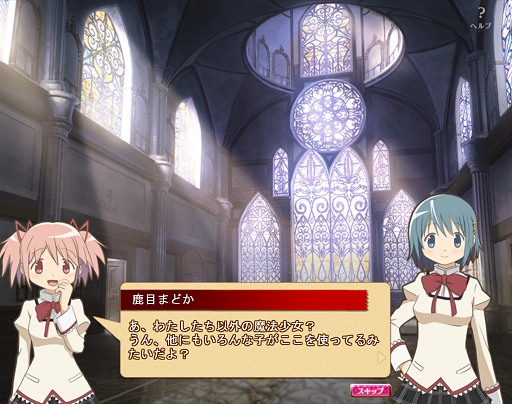 ?
ヘルプ
鹿目まどか
あ、わたしたち以外の魔法少女？
うん、他にもいろんな子がここを使ってるみ
たいだよ？
スキップ